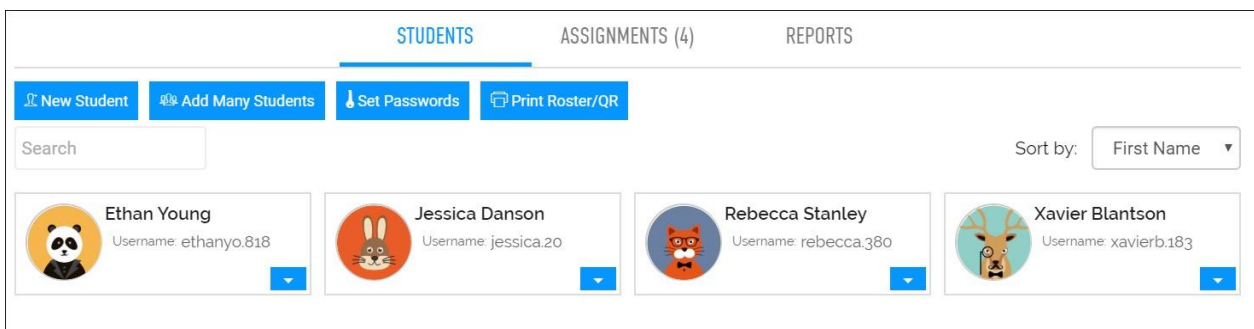 STUDENTS ASSIGNMENTS (4) REPORTS
New Student Add Many Students Set Passwords Print Roster/QR
Search Sort by: First Name
Ethan Young
Username: ethanyo.818
Jessica Danson
Username: jessica.20
Rebecca Stanley
Username: rebecca.380
Xavier Blantson
Username: xavierb.183